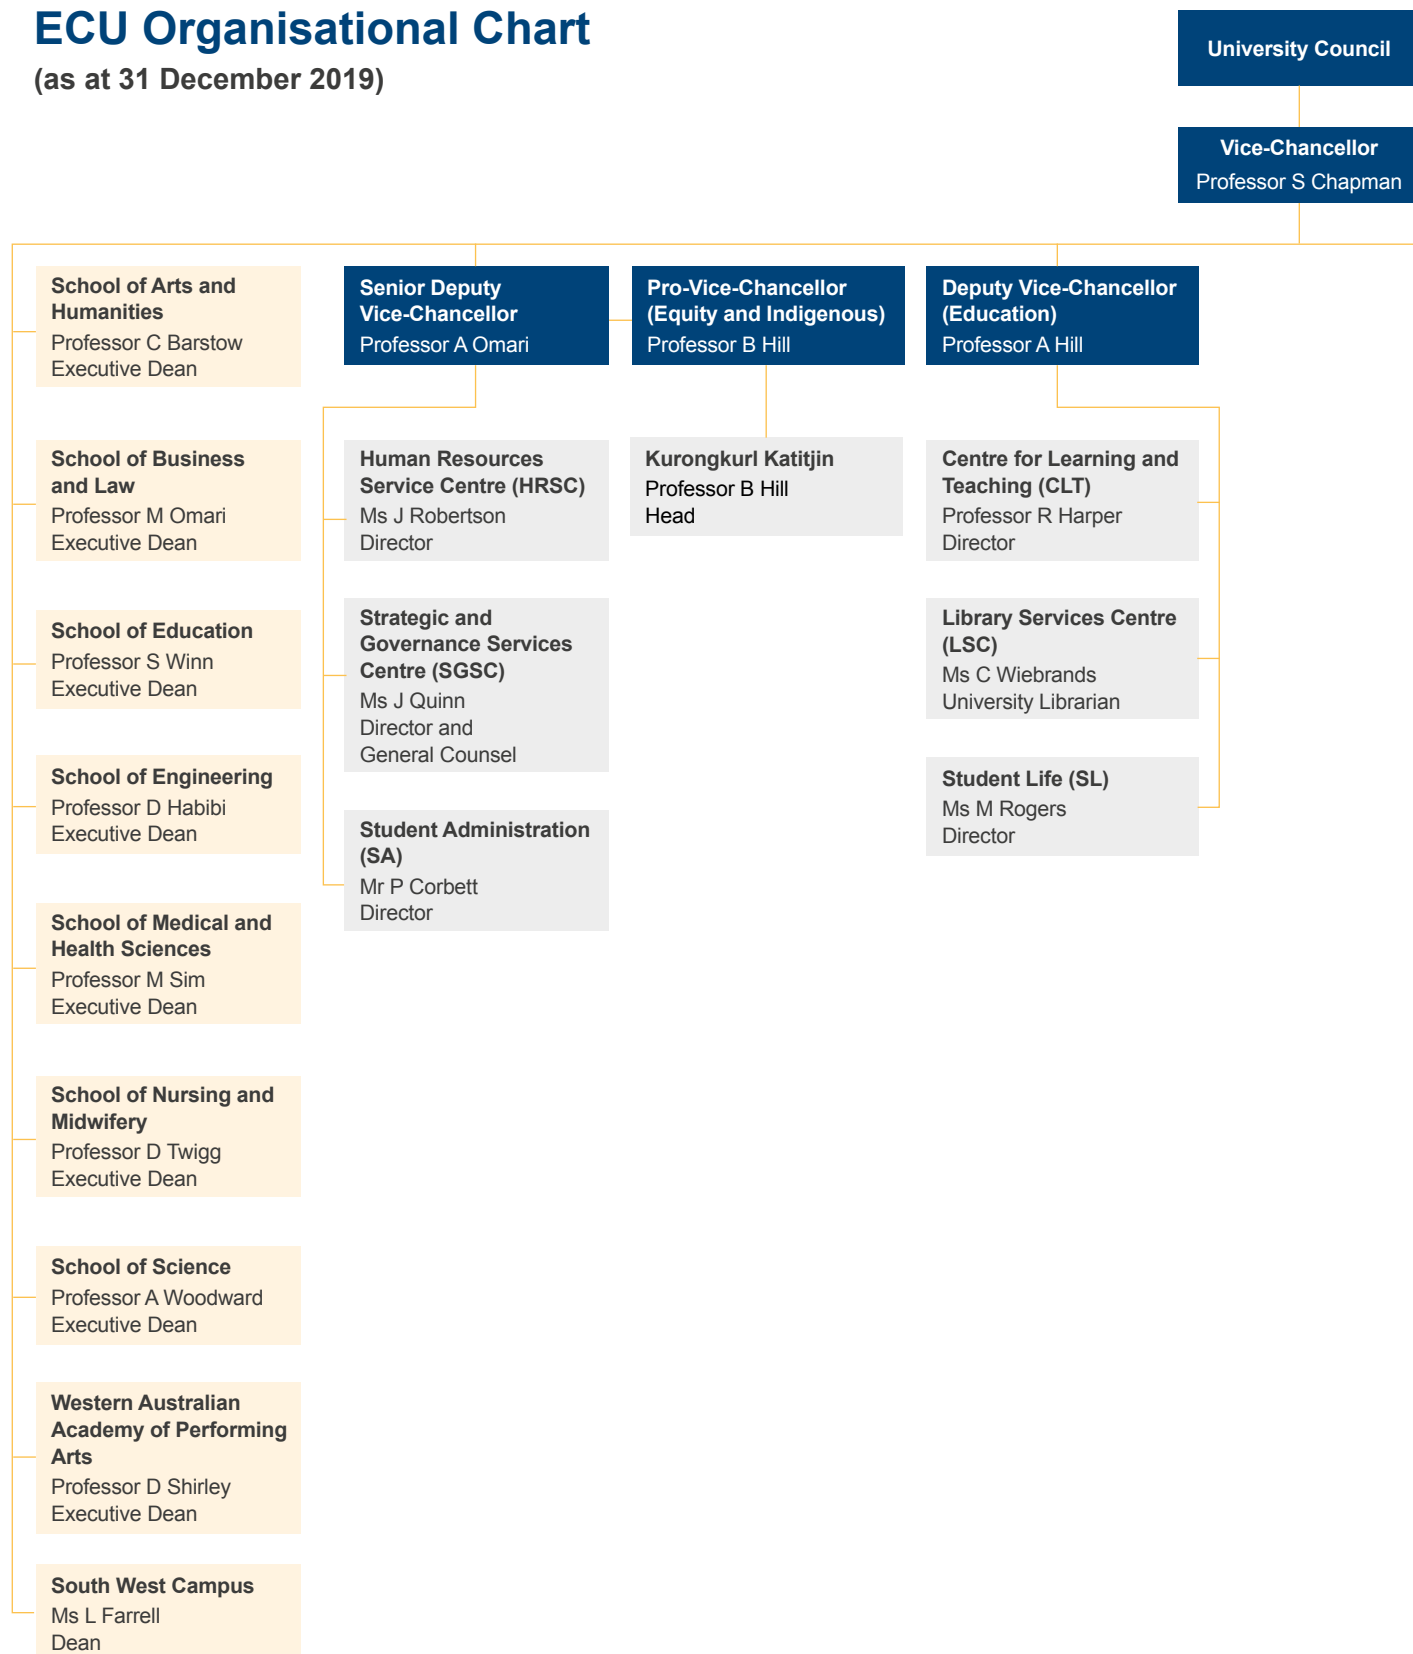 ECU Organisational Chart
(as at 31 December 2019)
University Council
Vice-Chancellor
Professor S Chapman
School of Arts and
Humanities
Professor C Barstow
Executive Dean
School of Business
and Law
Professor M Omari
Executive Dean
School of Education
Professor S Winn
Executive Dean
School of Engineering
Professor D Habibi
Executive Dean
School of Medical and
Health Sciences
Professor M Sim
Executive Dean
School of Nursing and
Midwifery
Professor D Twigg
Executive Dean
School of Science
Professor A Woodward
Executive Dean
Western Australian
Academy of Performing
Arts
Professor D Shirley
Executive Dean
South West Campus
Ms L Farrell
Dean
Senior Deputy
Vice-Chancellor
Professor A Omari
Human Resources
Service Centre (HRSC)
Ms J Robertson
Director
Strategic and
Governance Services
Centre (SGSC)
Ms J Quinn
Director and
General Counsel
Student Administration
(SA)
Mr P Corbett
Director
Pro-Vice-Chancellor
(Equity and Indigenous)
Professor B Hill
Kurongkurl Katitjin
Professor B Hill
Head
Deputy Vice-Chancellor
(Education)
Professor A Hill
Centre for Learning and
Teaching (CLT)
Professor R Harper
Director
Library Services Centre
(LSC)
Ms C Wiebrands
University Librarian
Student Life (SL)
Ms M Rogers
Director